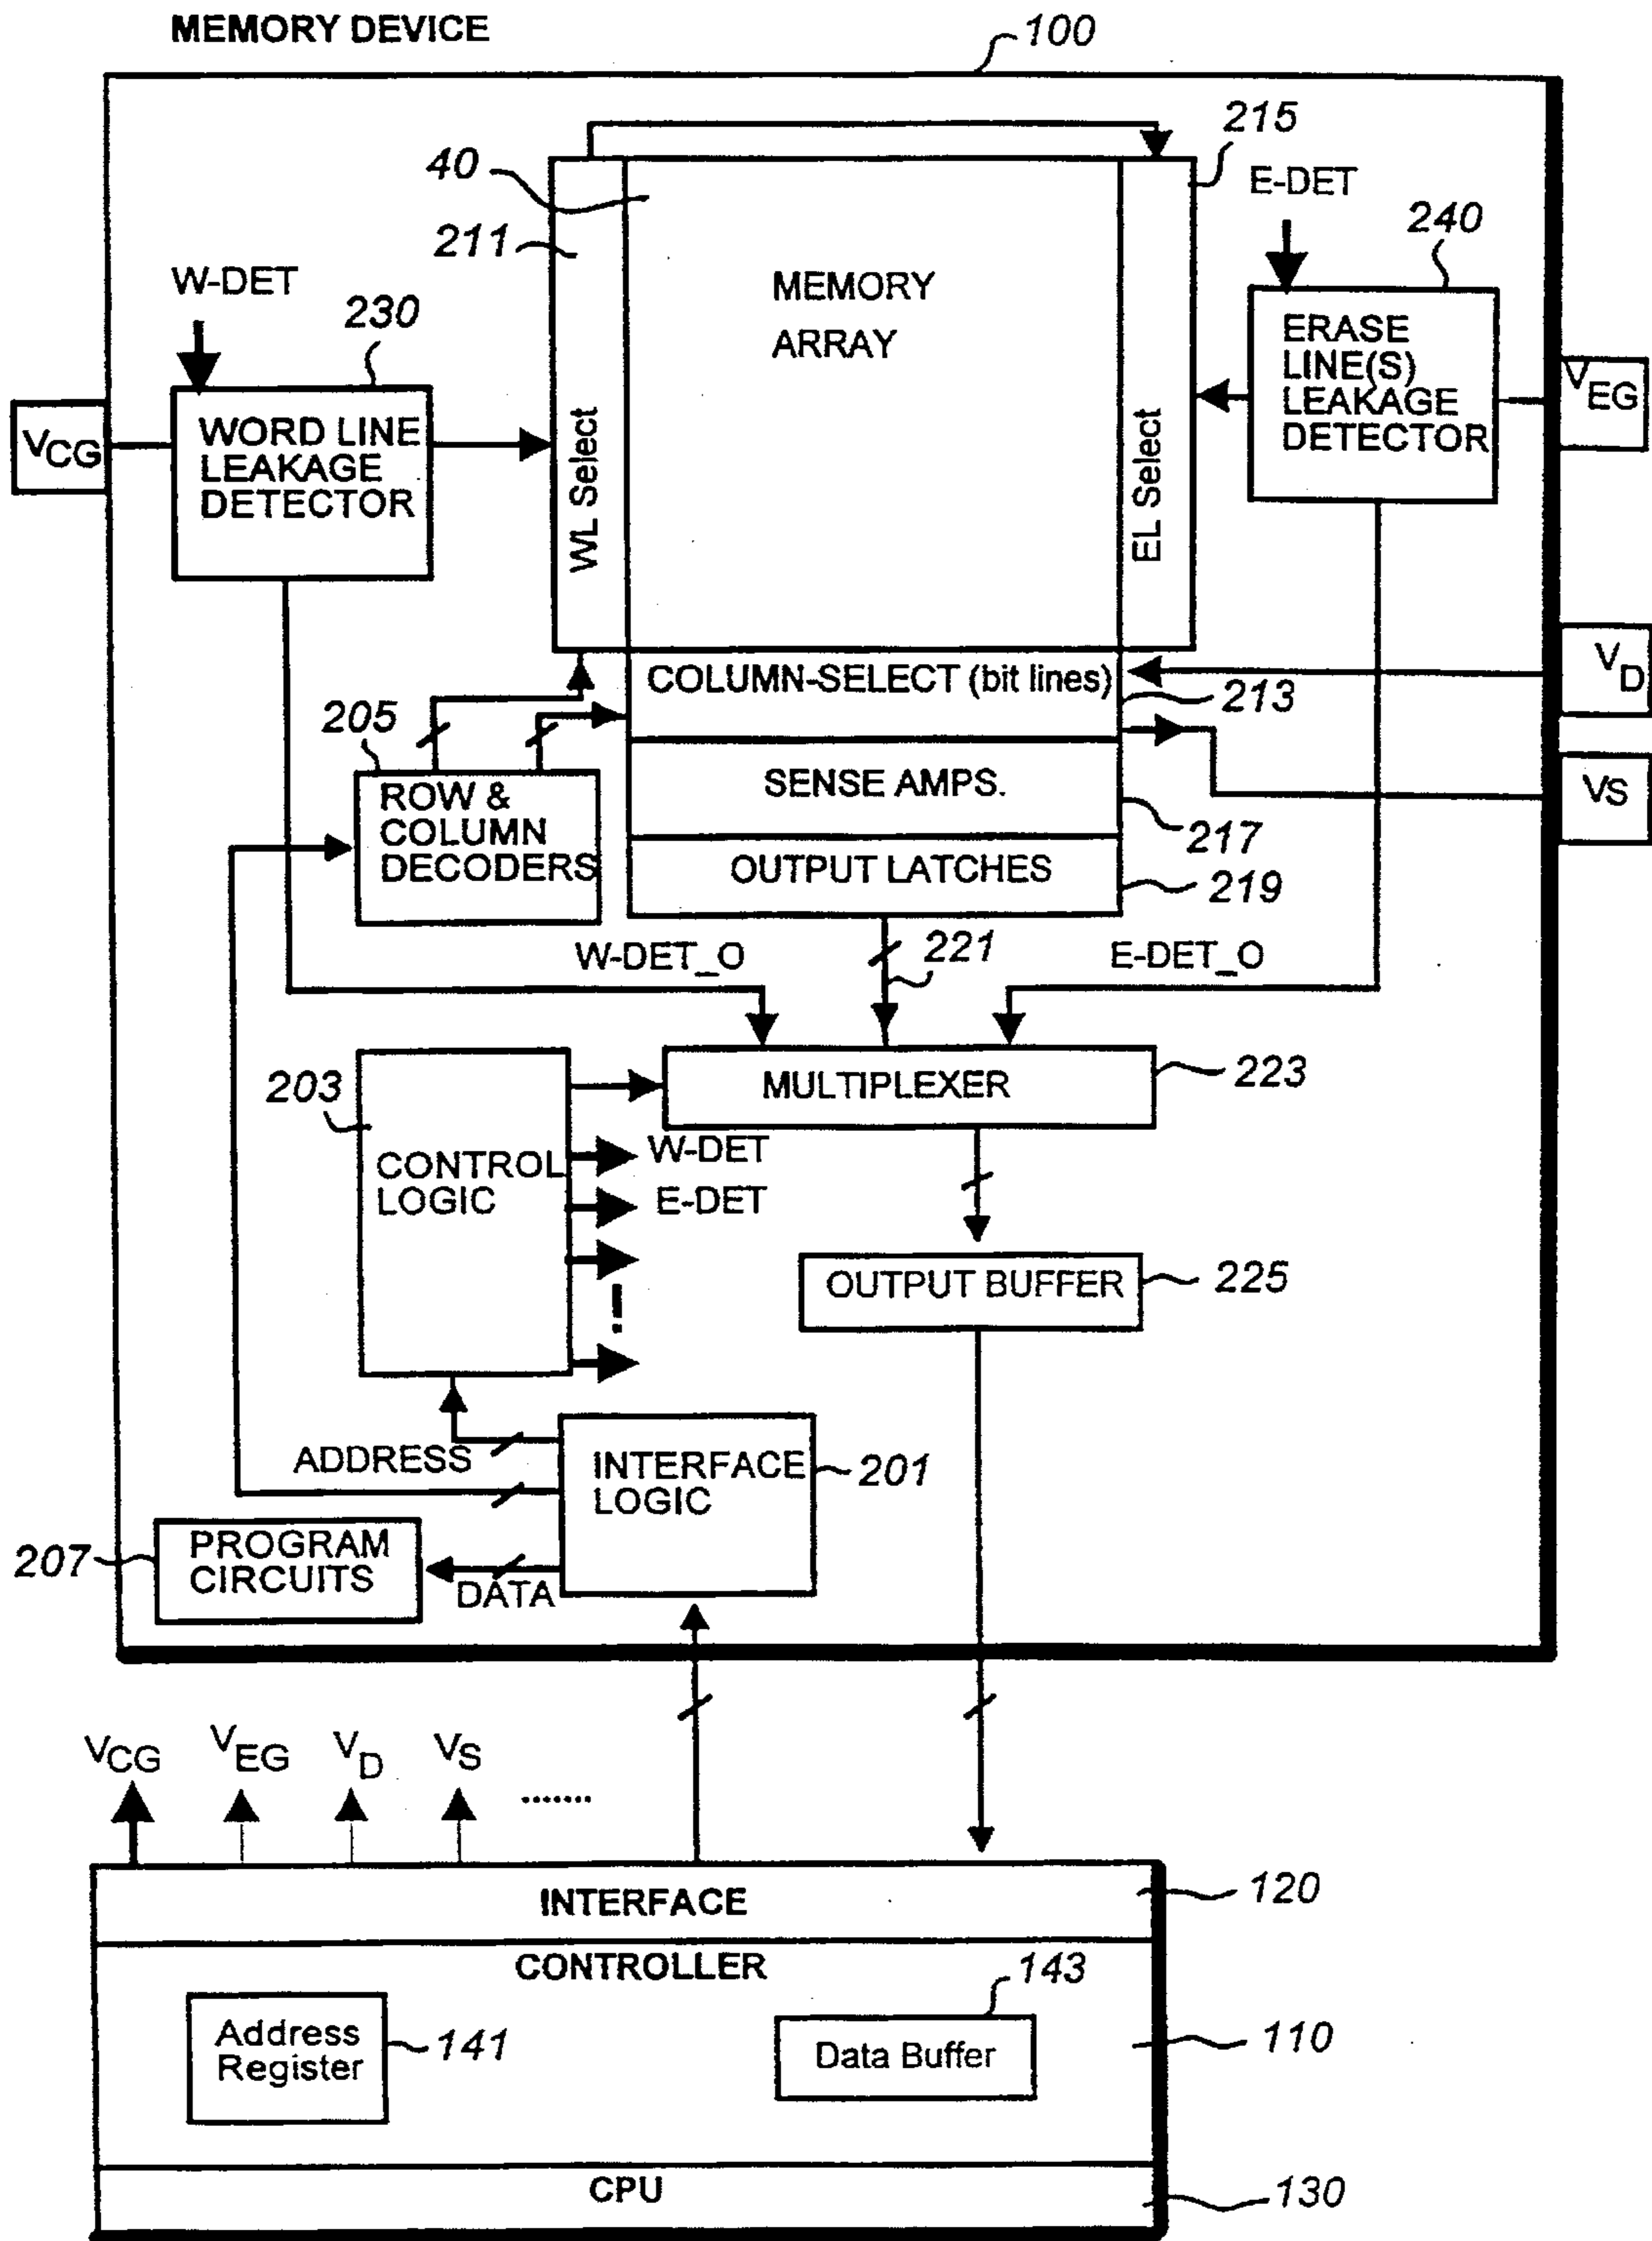 MEMORY DEVICE
100
215
40
E-DET
211
240
W-DET
MEMORY
ARRAY
230
ERASE
LINE(S)
LEAKAGE
DETECTOR
VEG
VCG
WORD LINE
LEAKAGE
DETECTOR
WL Select
EL Select
COLUMN-SELECT (bit lines)
VD
213
205
SENSE AMPS.
VS
ROW &
COLUMN
DECODERS
217
OUTPUT LATCHES
219
W-DET_O
221
E-DET_O
203
MULTIPLEXER
223
W-DET
CONTROL
LOGIC
E-DET
OUTPUT BUFFER
225
ADDRESS
INTERFACE
LOGIC
201
207
PROGRAM
CIRCUITS
DATA
VCG
VEG
VD
VS
.......
INTERFACE
120
CONTROLLER
143
Address
Register
141
Data Buffer
110
CPU
130